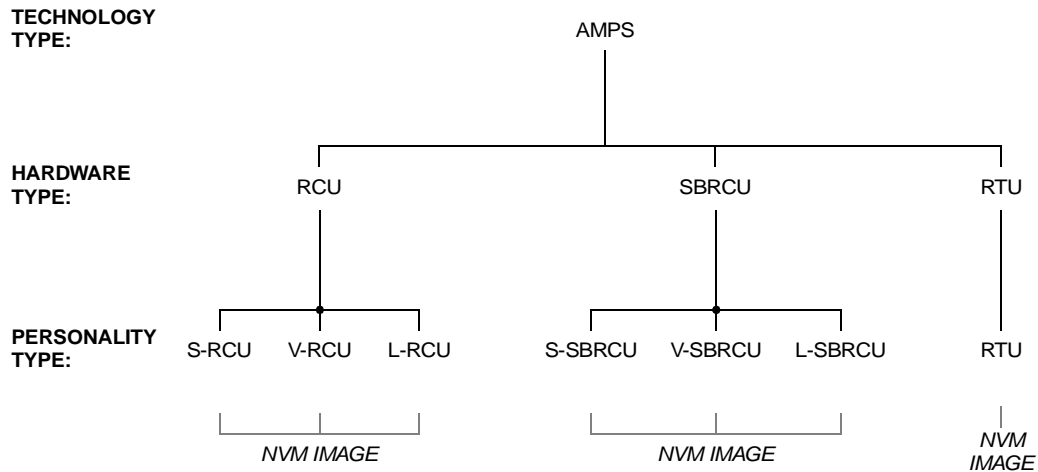 TECHNOLOGY
TYPE:
AMPS
HARDWARE
TYPE:
RCU
SBRCU
RTU
PERSONALITY
TYPE:
S-RCU
V-RCU
L-RCU
S-SBRCU
V-SBRCU
L-SBRCU
RTU
NVM IMAGE
NVM IMAGE
NVM
IMAGE